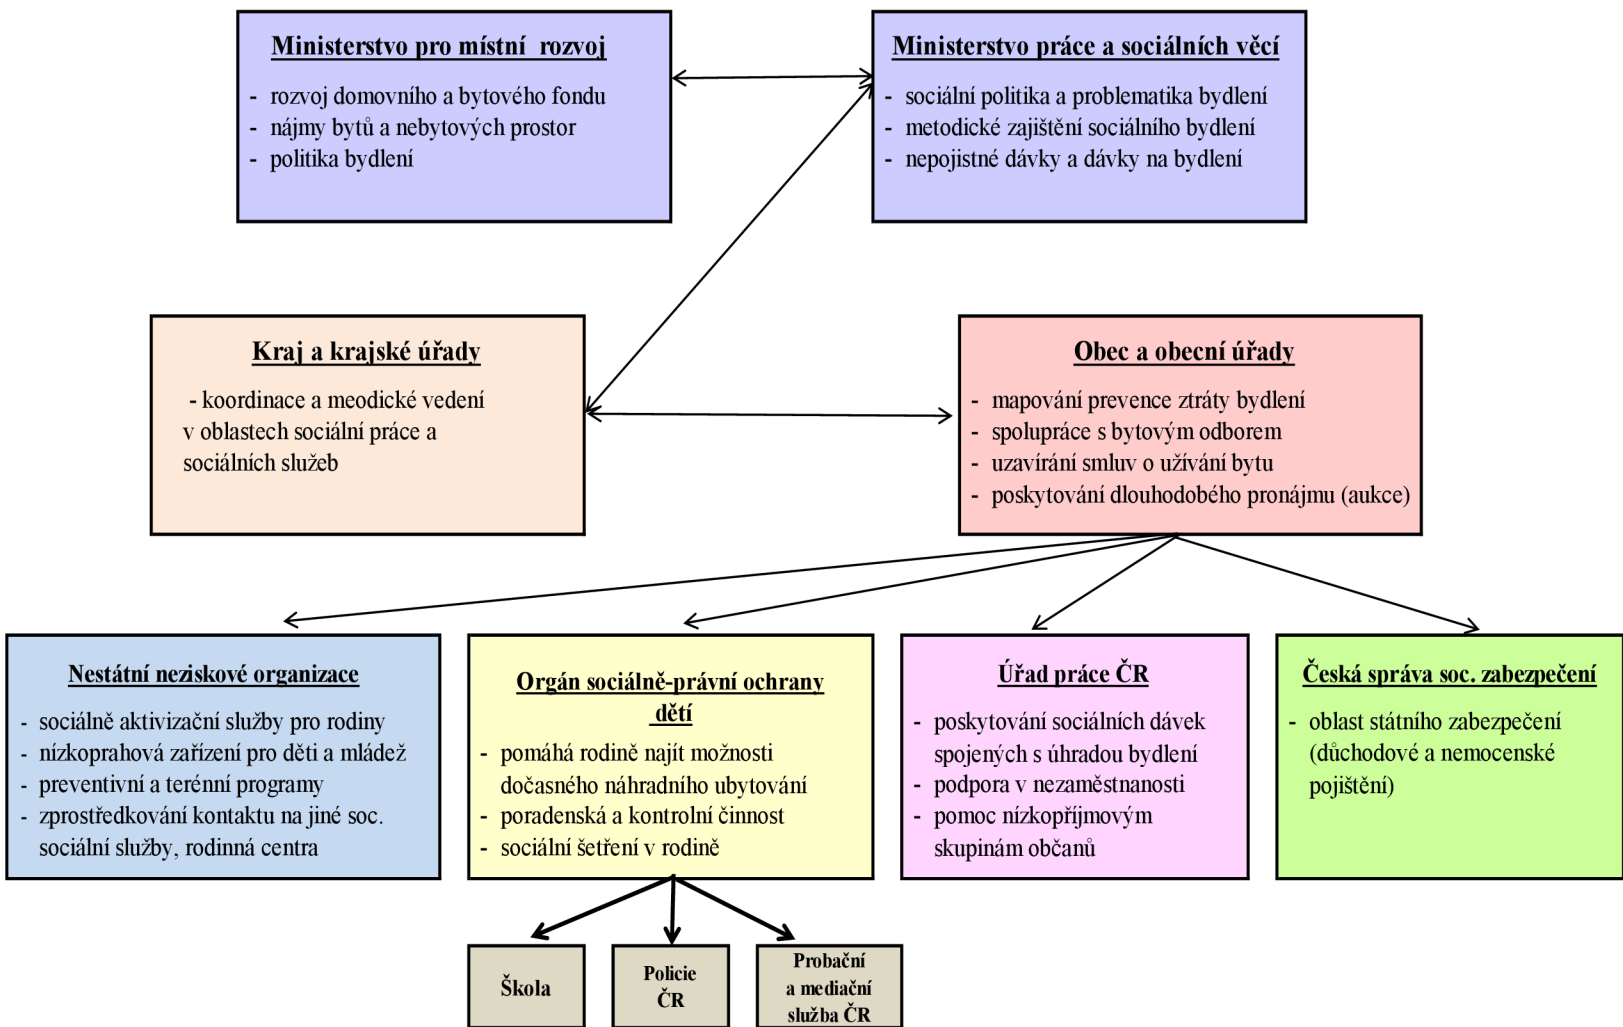 Ministerstvo pro místní rozvoj
- rozvoj domovního a bytového fondu
- nájmy bytů a nebytových prostor
- politika bydlení
Ministerstvo práce a sociálních věcí
- sociální politika a problematika bydlení
- metodické zajištění sociálního bydlení
- nepojistné dávky a dávky na bydlení
Kraj a krajské úřady
- koordinace a meodické vedení
v oblastech sociální práce a
sociálních služeb
Obec a obecní úřady
- mapování prevence ztráty bydlení
- spolupráce s bytovým odborem
- uzavírání smluv o užívání bytu
- poskytování dlouhodobého pronájmu (aukce)
Nestátní neziskové organizace
- sociálně aktivizační služby pro rodiny
- nízkoprahová zařízení pro děti a mládež
- preventivní a terénní programy
- zprostředkování kontaktu na jiné soc.
sociální služby, rodinná centra
Orgán sociálně-právní ochrany
dětí
- pomáhá rodině najít možnosti
dočasného náhradního ubytování
- poradenská a kontrolní činnost
- sociální šetření v rodině
Úřad práce ČR
- poskytování sociálních dávek
spojených s úhradou bydlení
- podpora v nezaměstnanosti
- pomoc nízkopříjmovým
skupinám občanů
Česká správa soc. zabezpečení
- oblast státního zabezpečení
(důchodové a nemocenské
pojištění)
Škola
Policie
ČR
Probační
a mediační
služba ČR